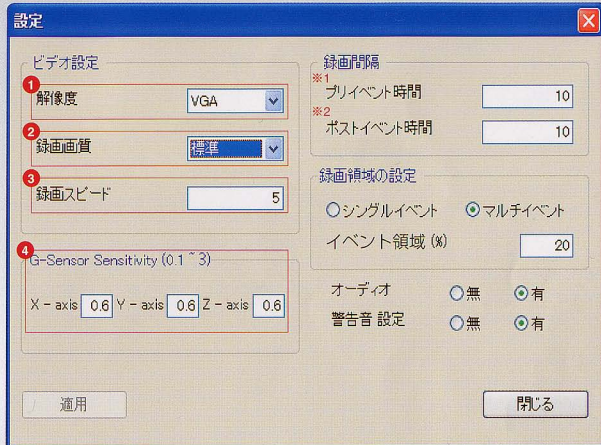 設定
ビデオ設定
1
解像度
VGA
2
録画画質
標準
3
録画スピード
5
4
G-Sensor Sensitivity (0.1 ~ 3)
X - axis 0.6 Y - axis 0.6 Z - axis 0.6
適用
録画間隔
※1
プリイベント時間
10
※2
ポストイベント時間
10
録画領域の設定
シングルイベント マルチイベント
イベント領域 (%) 20
オーディオ 無 有
警告音 設定 無 有
閉じる